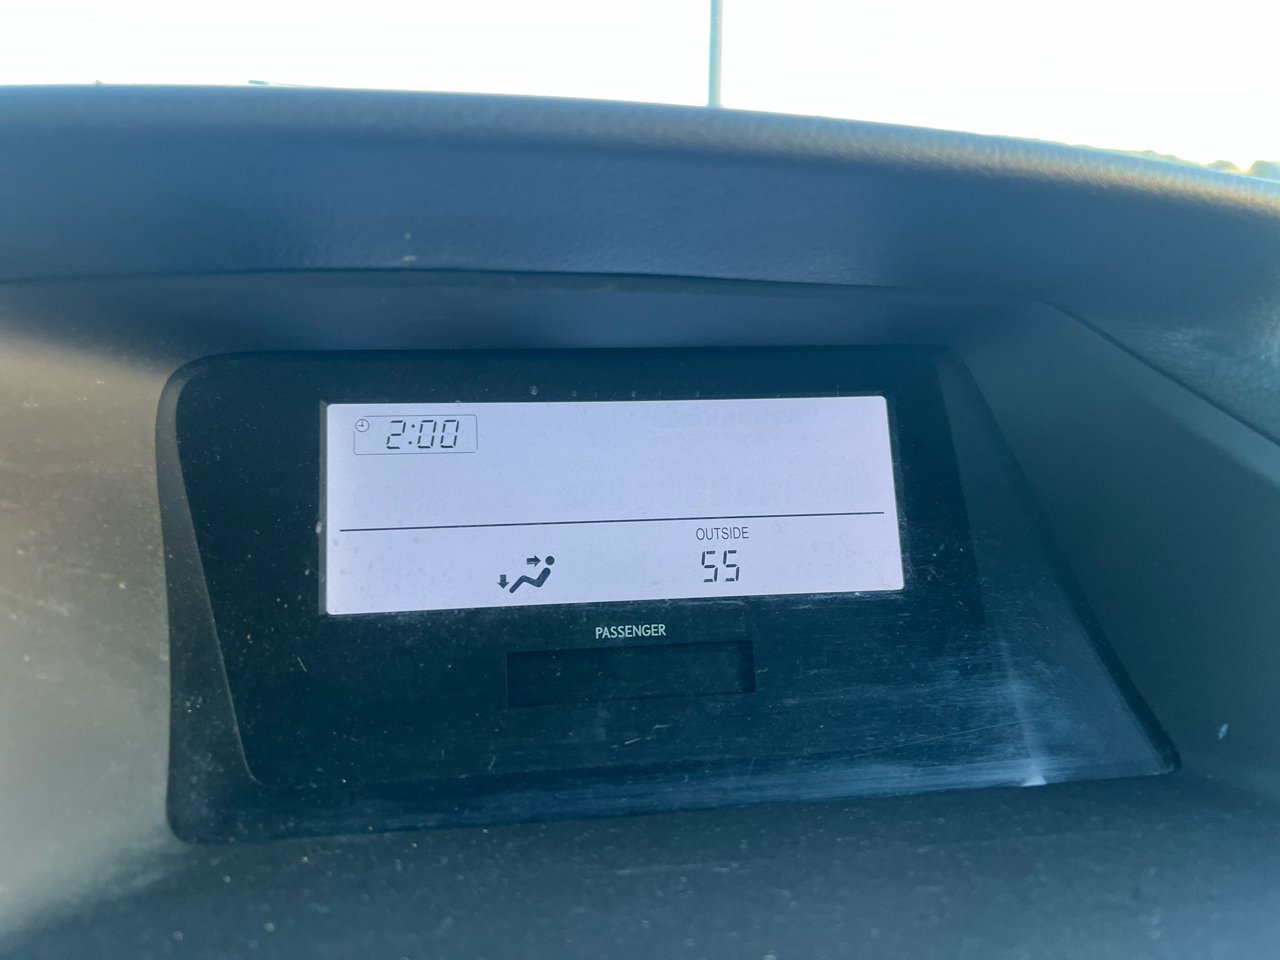 2:00
OUTSIDE
55
PASSENGER